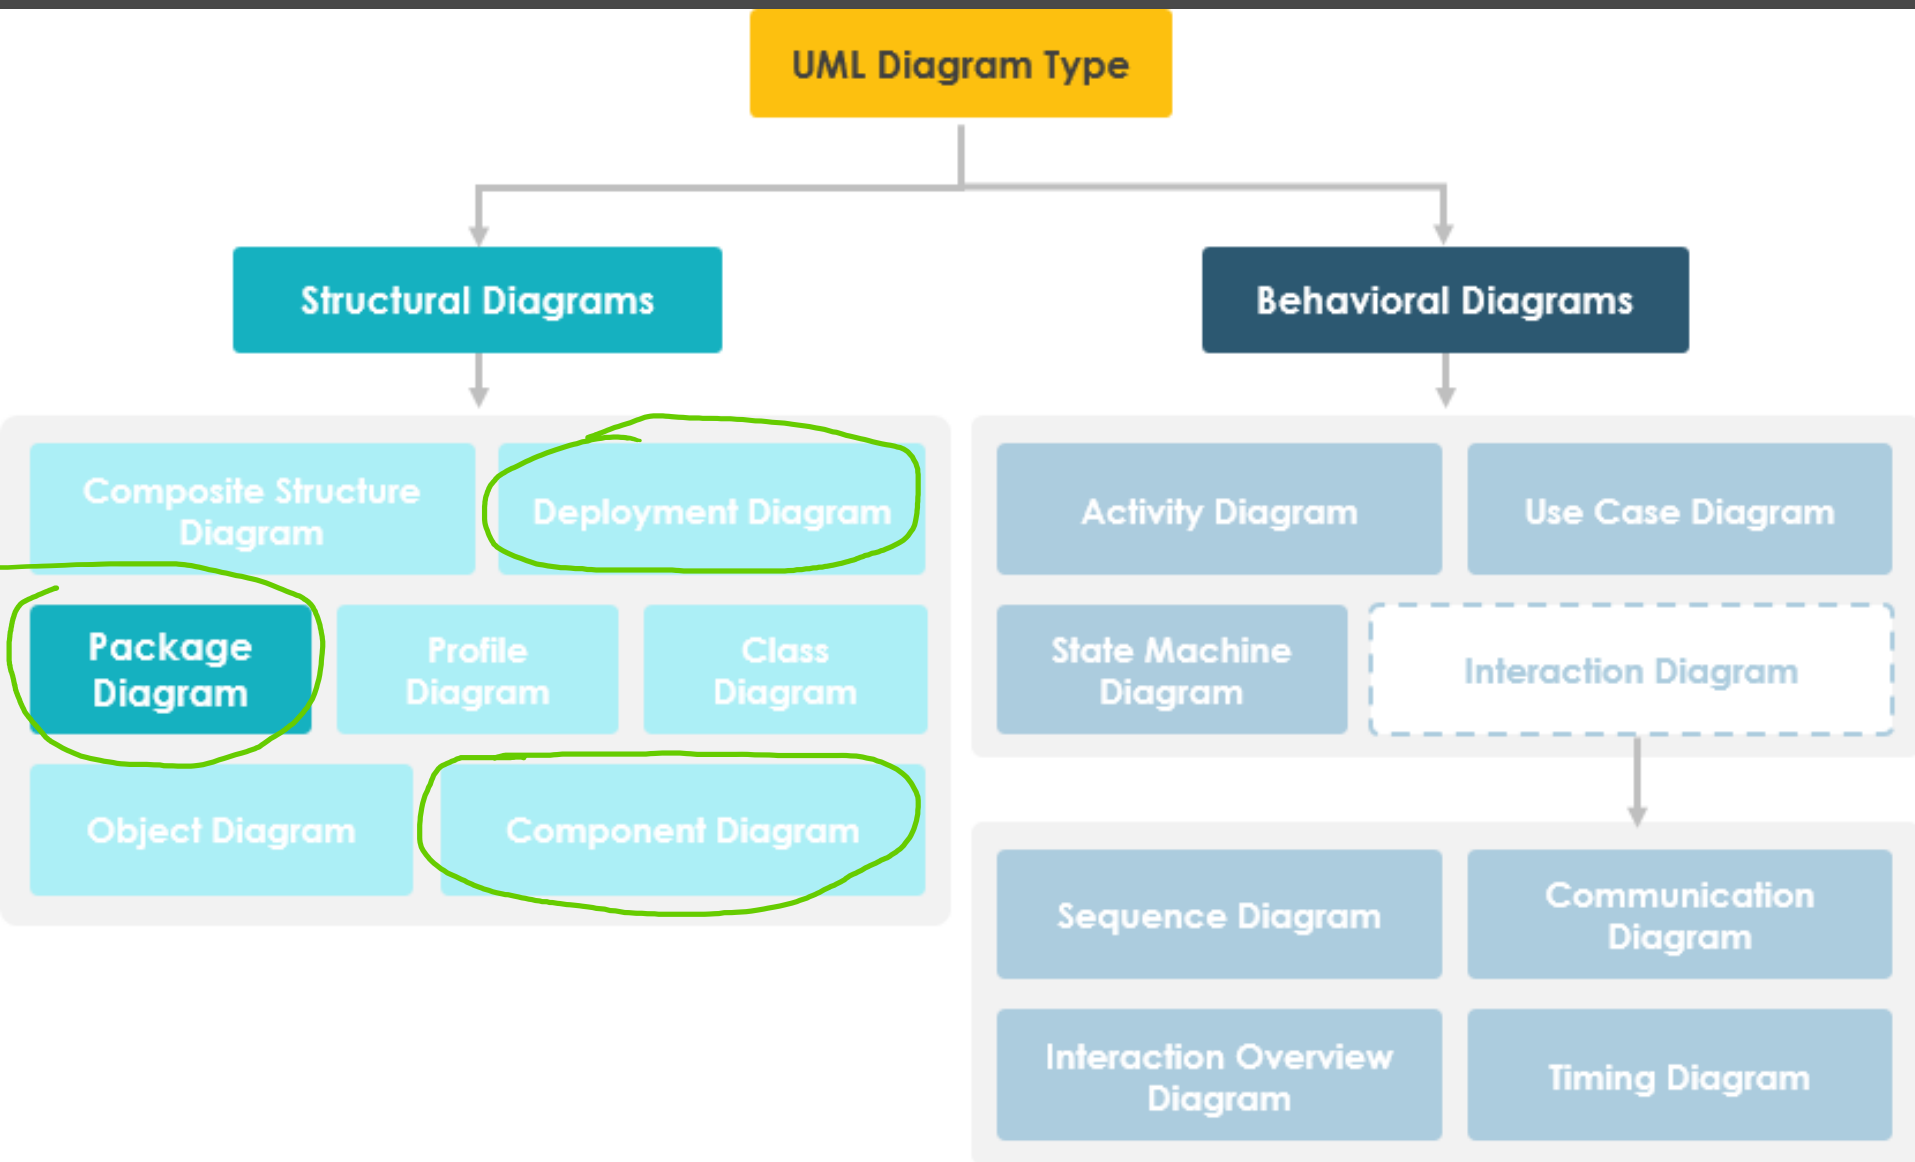 UML Diagram Type
Structural Diagrams
Behavioral Diagrams
Composite Structure
Diagram
Deployment Diagram
Package
Diagram
Profile
Diagram
Class
Diagram
Object Diagram
Component Diagram
Activity Diagram
Use Case Diagram
State Machine
Diagram
Interaction Diagram
Sequence Diagram
Communication
Diagram
Interaction Overview
Diagram
Timing Diagram